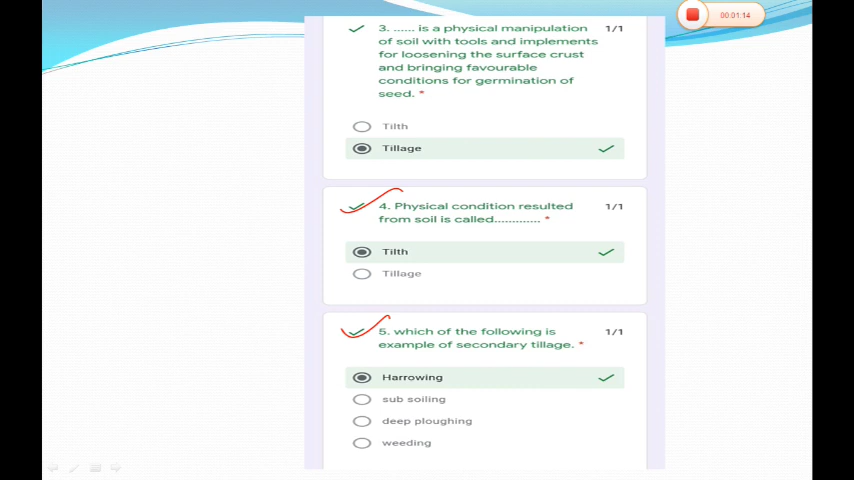 00:01:14
3. ...... is a physical manipulation 1/1
of soil with tools and implements
for loosening the surface crust
and bringing favourable
conditions for germination of
seed. *
Tilth
Tillage
4. Physical condition resulted 1/1
from soil is called............. *
Tilth
Tillage
5. which of the following is 1/1
example of secondary tillage. *
Harrowing
sub soiling
deep ploughing
weeding